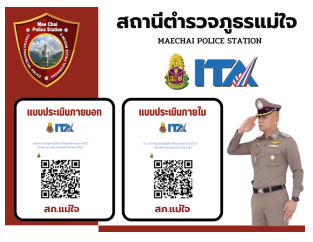 Mae Chai
Police Station
สถานีตำรวจภูธรแม่ใจ
MAECHAI POLICE STATION
ITA
แบบประเมินภายนอก
ITA
สภ.แม่ใจ
แบบประเมินภายใน
ITA
สภ.แม่ใจ